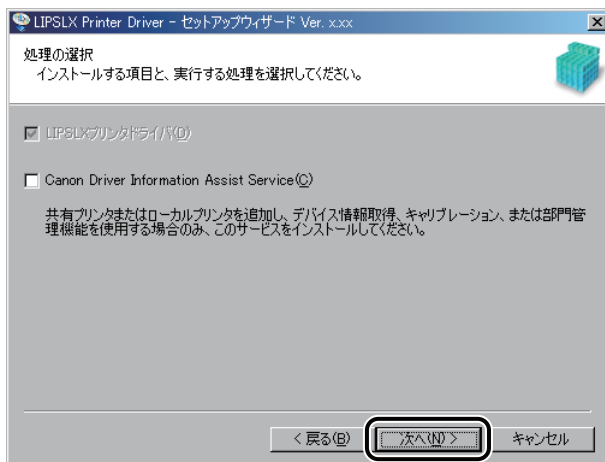 LIPSLX Printer Driver - セットアップウィザード Ver. x.xx
処理の選択
インストールする項目と、実行する処理を選択してください。
LIPSLXプリンタドライバ(D)
Canon Driver Information Assist Service(C)
共有プリンタまたはローカルプリンタを追加し、デバイス情報取得、キャリブレーション、または部門管
理機能を使用する場合のみ、このサービスをインストールしてください。
< 戻る(B)
次へ(N) >
キャンセル